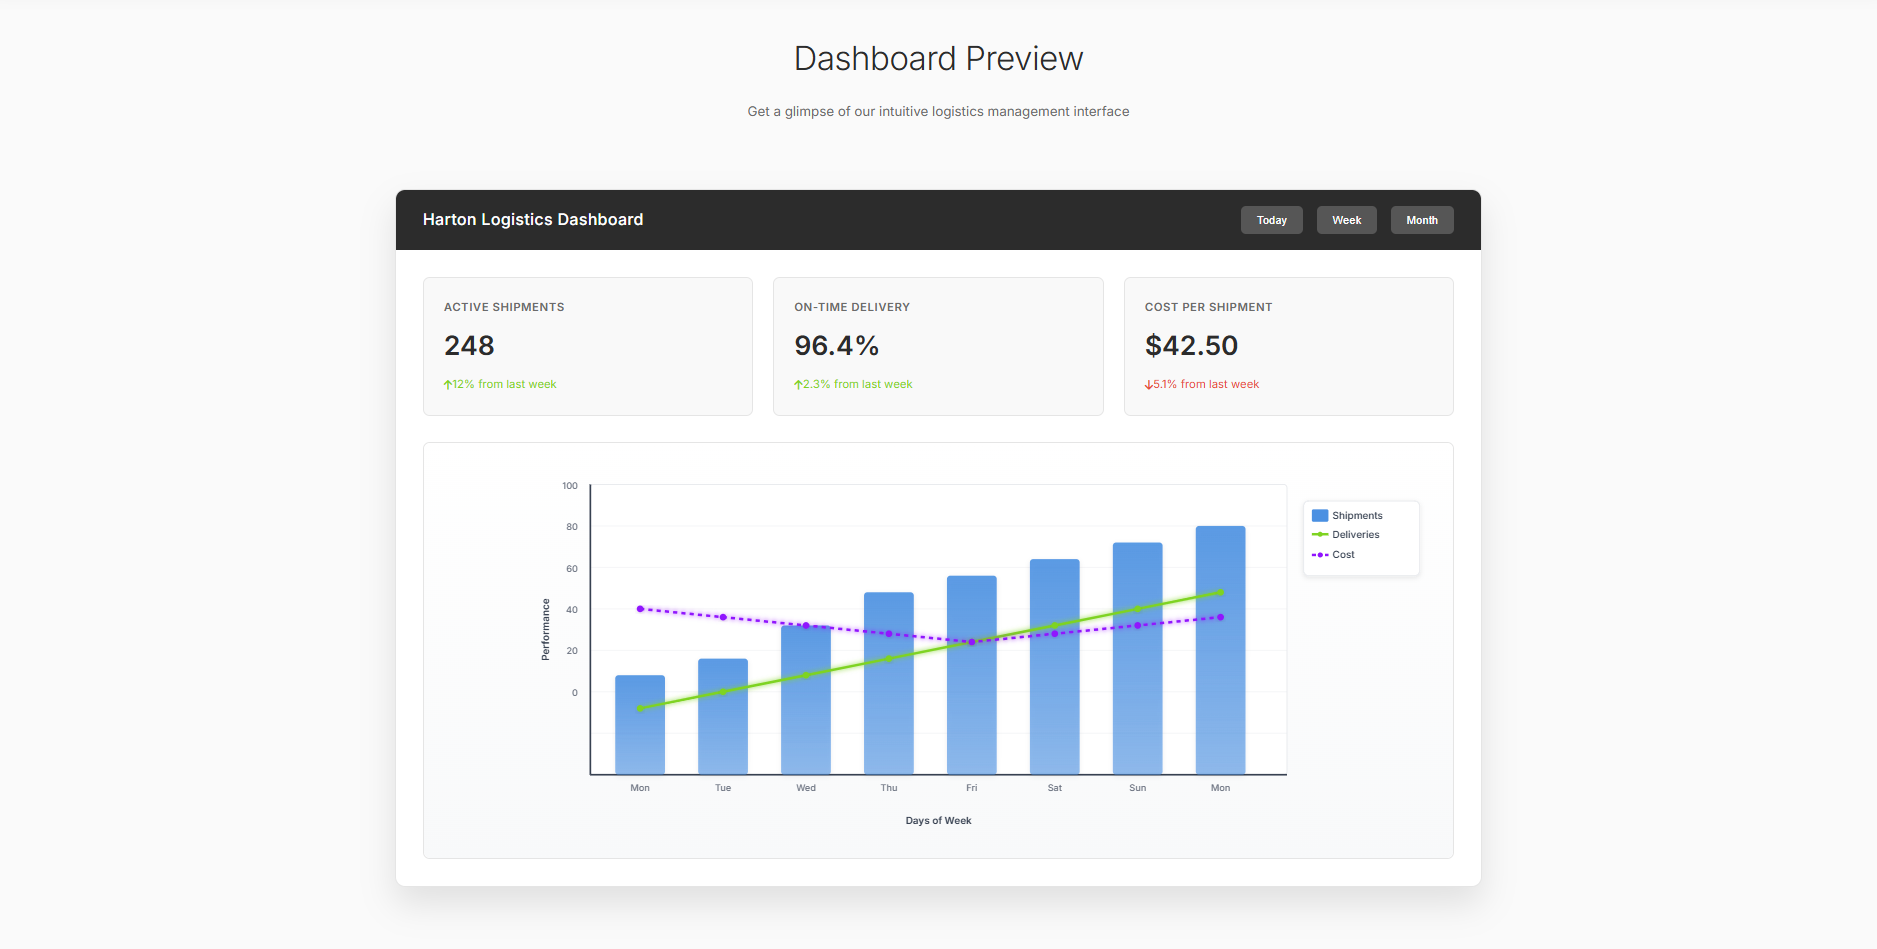 Dashboard Preview
Get a glimpse of our intuitive logistics management interface
Harton Logistics Dashboard
Today
Week
Month
ACTIVE SHIPMENTS
248
↑12% from last week
ON-TIME DELIVERY
96.4%
↑2.3% from last week
COST PER SHIPMENT
$42.50
↓5.1% from last week
100
80
60
40
20
0
Performance
Mon
Tue
Wed
Thu
Fri
Sat
Sun
Mon
Days of Week
Shipments
Deliveries
Cost